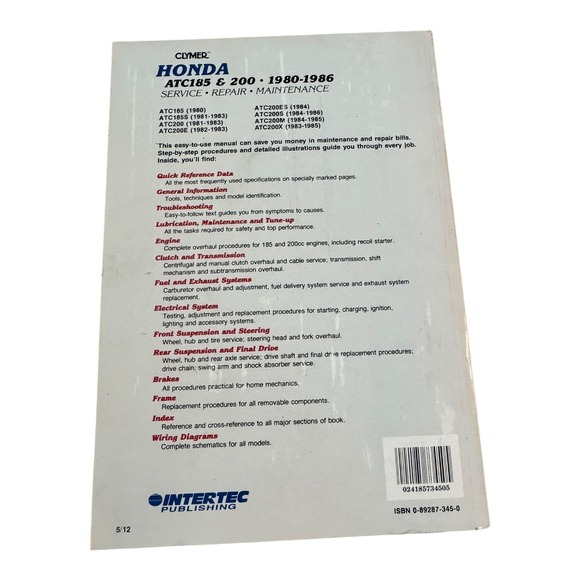 CLYMER™
HONDA
ATC185 & 200 • 1980-1986
SERVICE • REPAIR • MAINTENANCE
ATC185 (1980)
ATC185S (1981-1983)
ATC200 (1981-1983)
ATC200E (1982-1983)
ATC200ES (1984)
ATC200S (1984-1986)
ATC200M (1984-1985)
ATC200X (1983-1985)
This easy-to-use manual can save you money in maintenance and repair bills.
Step-by-step procedures and detailed illustrations guide you through every job.
Inside, you'll find:
Quick Reference Data
All the most frequently used specifications on specially marked pages.
General Information
Tools, techniques and model identification.
Troubleshooting
Easy-to-follow text guides you from symptoms to causes.
Lubrication, Maintenance and Tune-up
All the tasks required for safety and top performance.
Engine
Complete overhaul procedures for 185 and 200cc engines, including recoil starter.
Clutch and Transmission
Centrifugal and manual clutch overhaul and cable service; transmission, shift
mechanism and subtransmission overhaul.
Fuel and Exhaust Systems
Carburetor overhaul and adjustment, fuel delivery system service and exhaust system
replacement.
Electrical System
Testing, adjustment and replacement procedures for starting, charging, ignition,
lighting and accessory systems.
Front Suspension and Steering
Wheel, hub and tire service; steering head and fork overhaul.
Rear Suspension and Final Drive
Wheel, hub and rear axle service; drive shaft and final drive replacement procedures;
drive chain; swing arm and shock absorber service.
Brakes
All procedures practical for home mechanics.
Frame
Replacement procedures for all removable components.
Index
Reference and cross-reference to all major sections of book.
Wiring Diagrams
Complete schematics for all models.
024185734505
INTERTEC
PUBLISHING
ISBN 0-89287-345-0
5/12